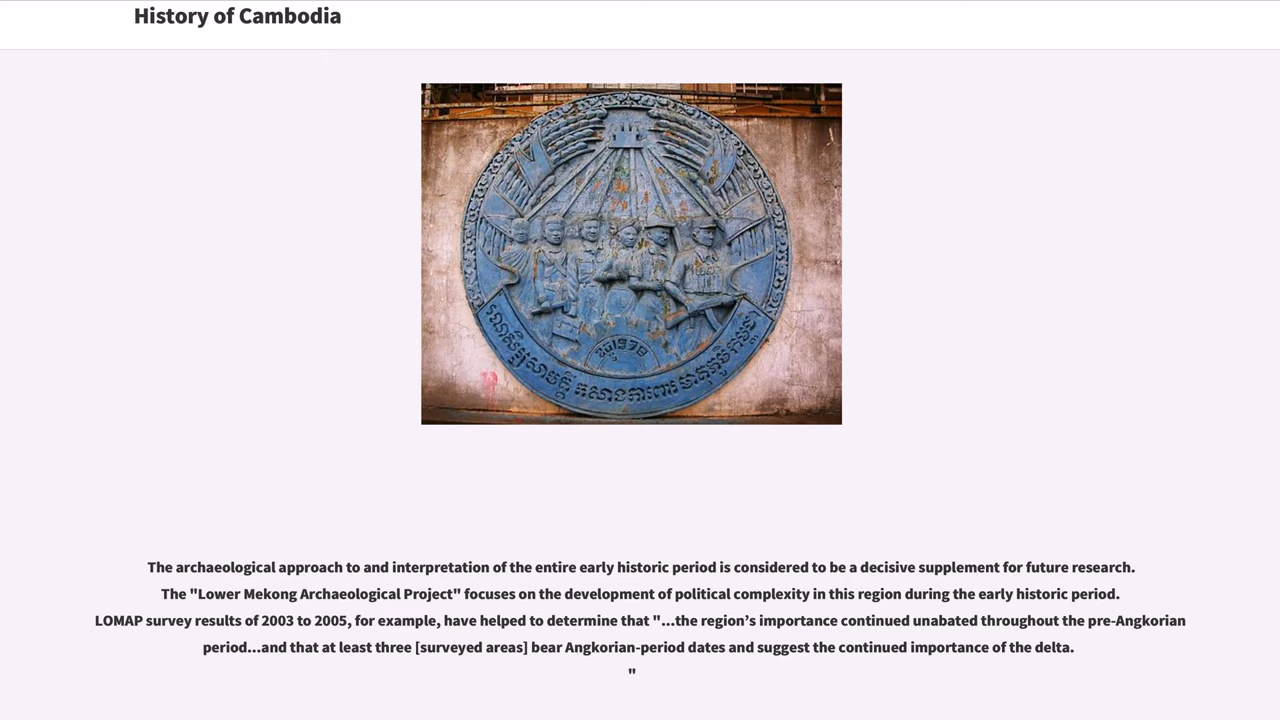 History of Cambodia
The archaeological approach to and interpretation of the entire early historic period is considered to be a decisive supplement for future research.
The "Lower Mekong Archaeological Project" focuses on the development of political complexity in this region during the early historic period.
LOMAP survey results of 2003 to 2005, for example, have helped to determine that "...the region’s importance continued unabated throughout the pre-Angkorian
period...and that at least three [surveyed areas] bear Angkorian-period dates and suggest the continued importance of the delta.
"